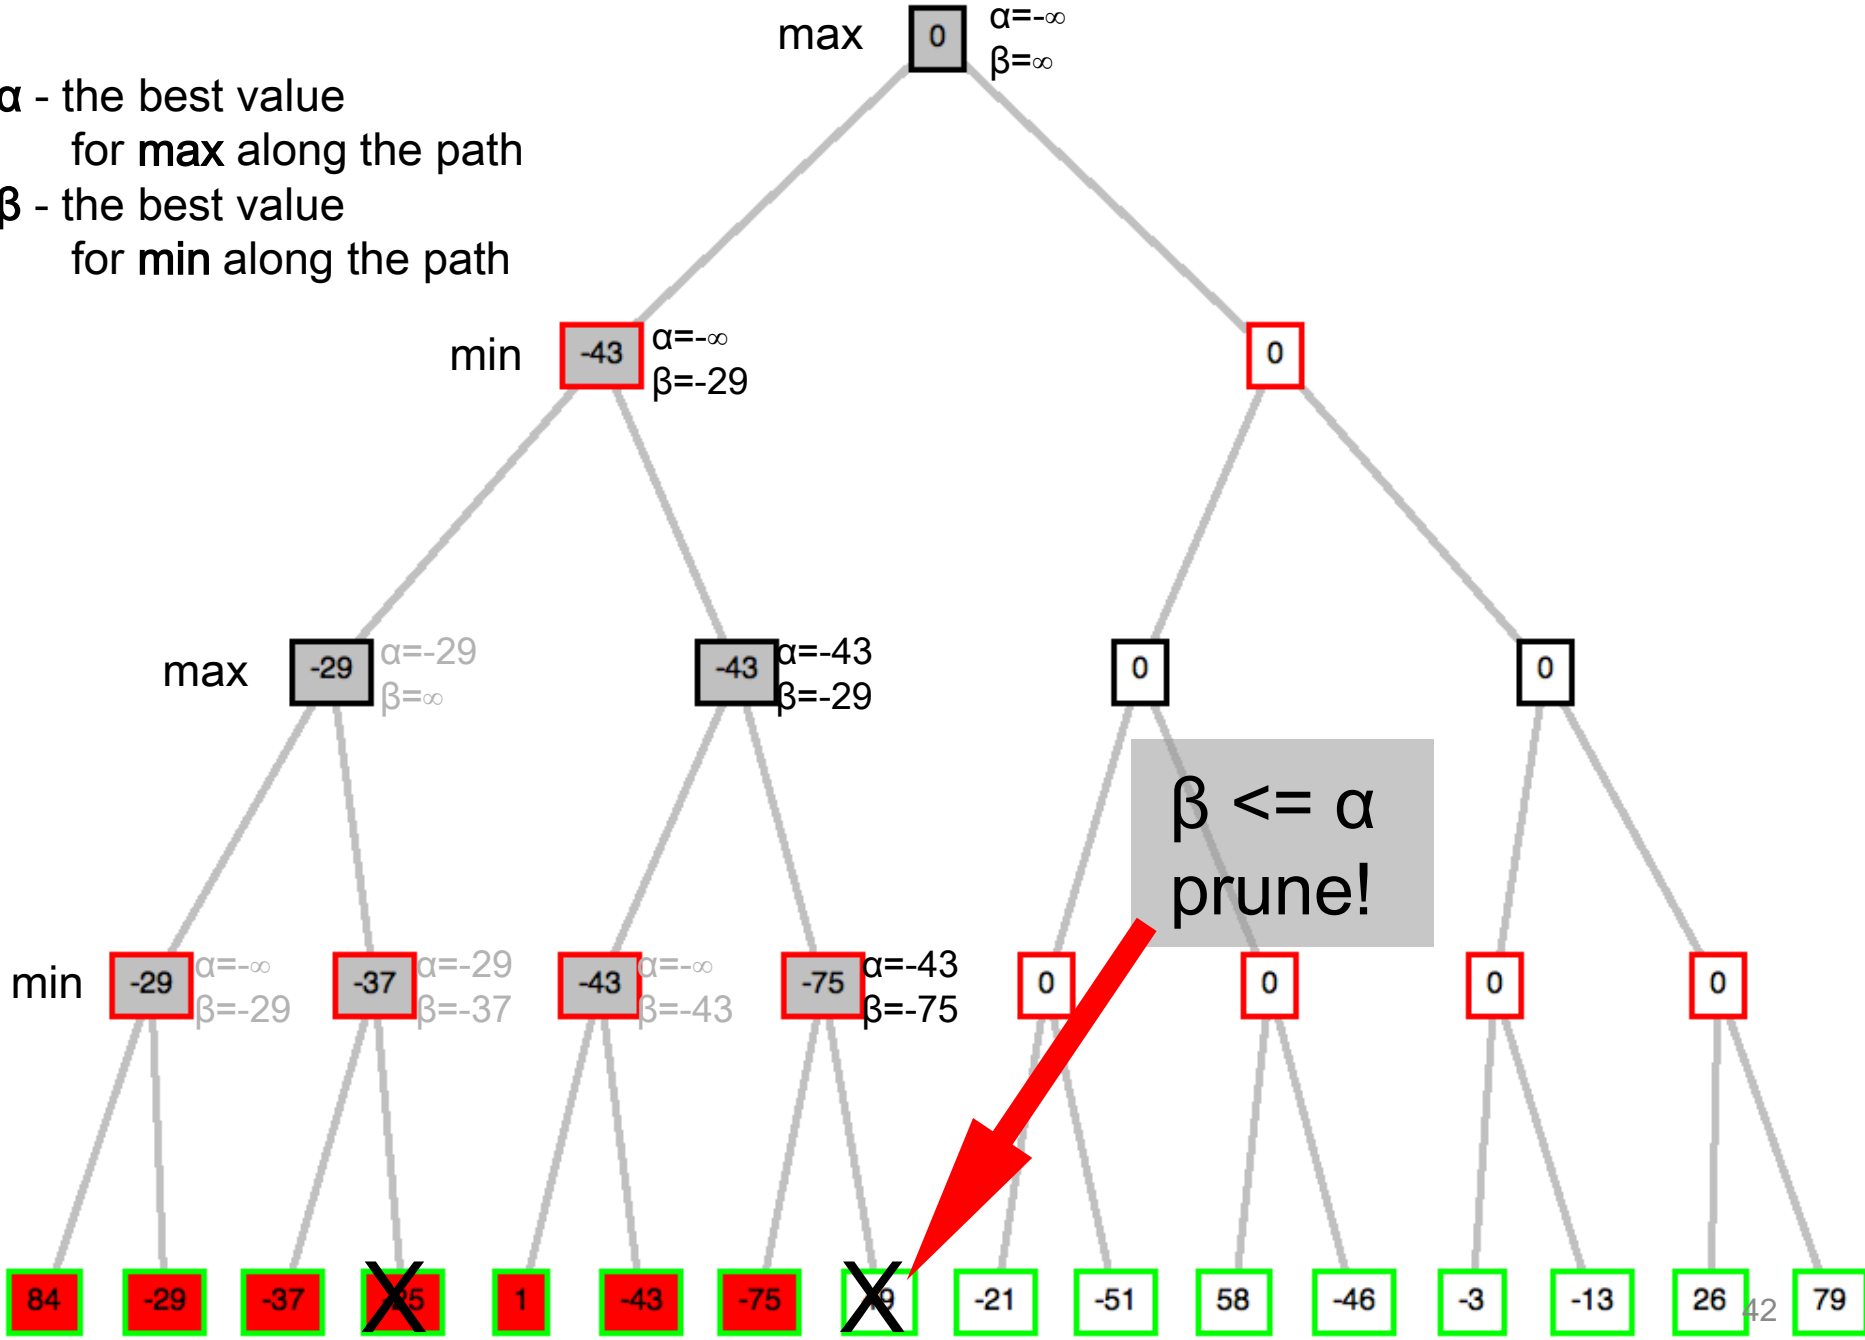 max 0 α=-∞
β=∞
α - the best value
for max along the path
β - the best value
for min along the path
min -43 α=-∞
β=-29
0
max -29 α=-29
β=∞
-43 α=-43
β=-29
0
0
β <= α
prune!
min -29 α=-∞
β=-29
-37 α=-29
β=-37
-43 α=-∞
β=-43
-75 α=-43
β=-75
0
0
0
0
84 -29 -37 X 1 -43 -75 X -21 -51 58 -46 -3 -13 26 42 79